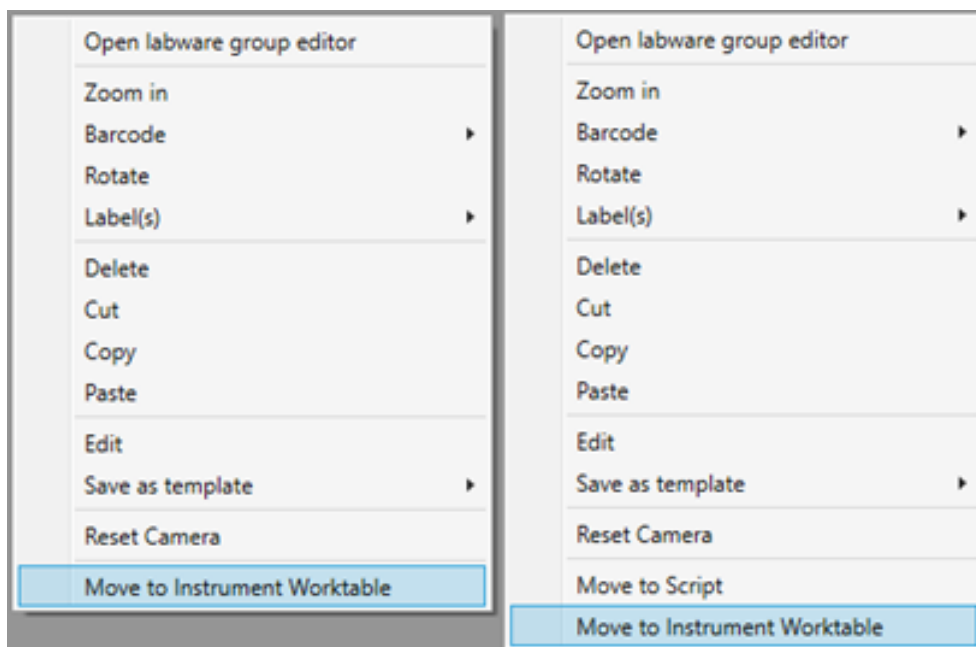 Open labware group editor
Zoom in
Barcode
Rotate
Label(s)
Delete
Cut
Copy
Paste
Edit
Save as template
Reset Camera
Move to Instrument Worktable
Open labware group editor
Zoom in
Barcode
Rotate
Label(s)
Delete
Cut
Copy
Paste
Edit
Save as template
Reset Camera
Move to Script
Move to Instrument Worktable